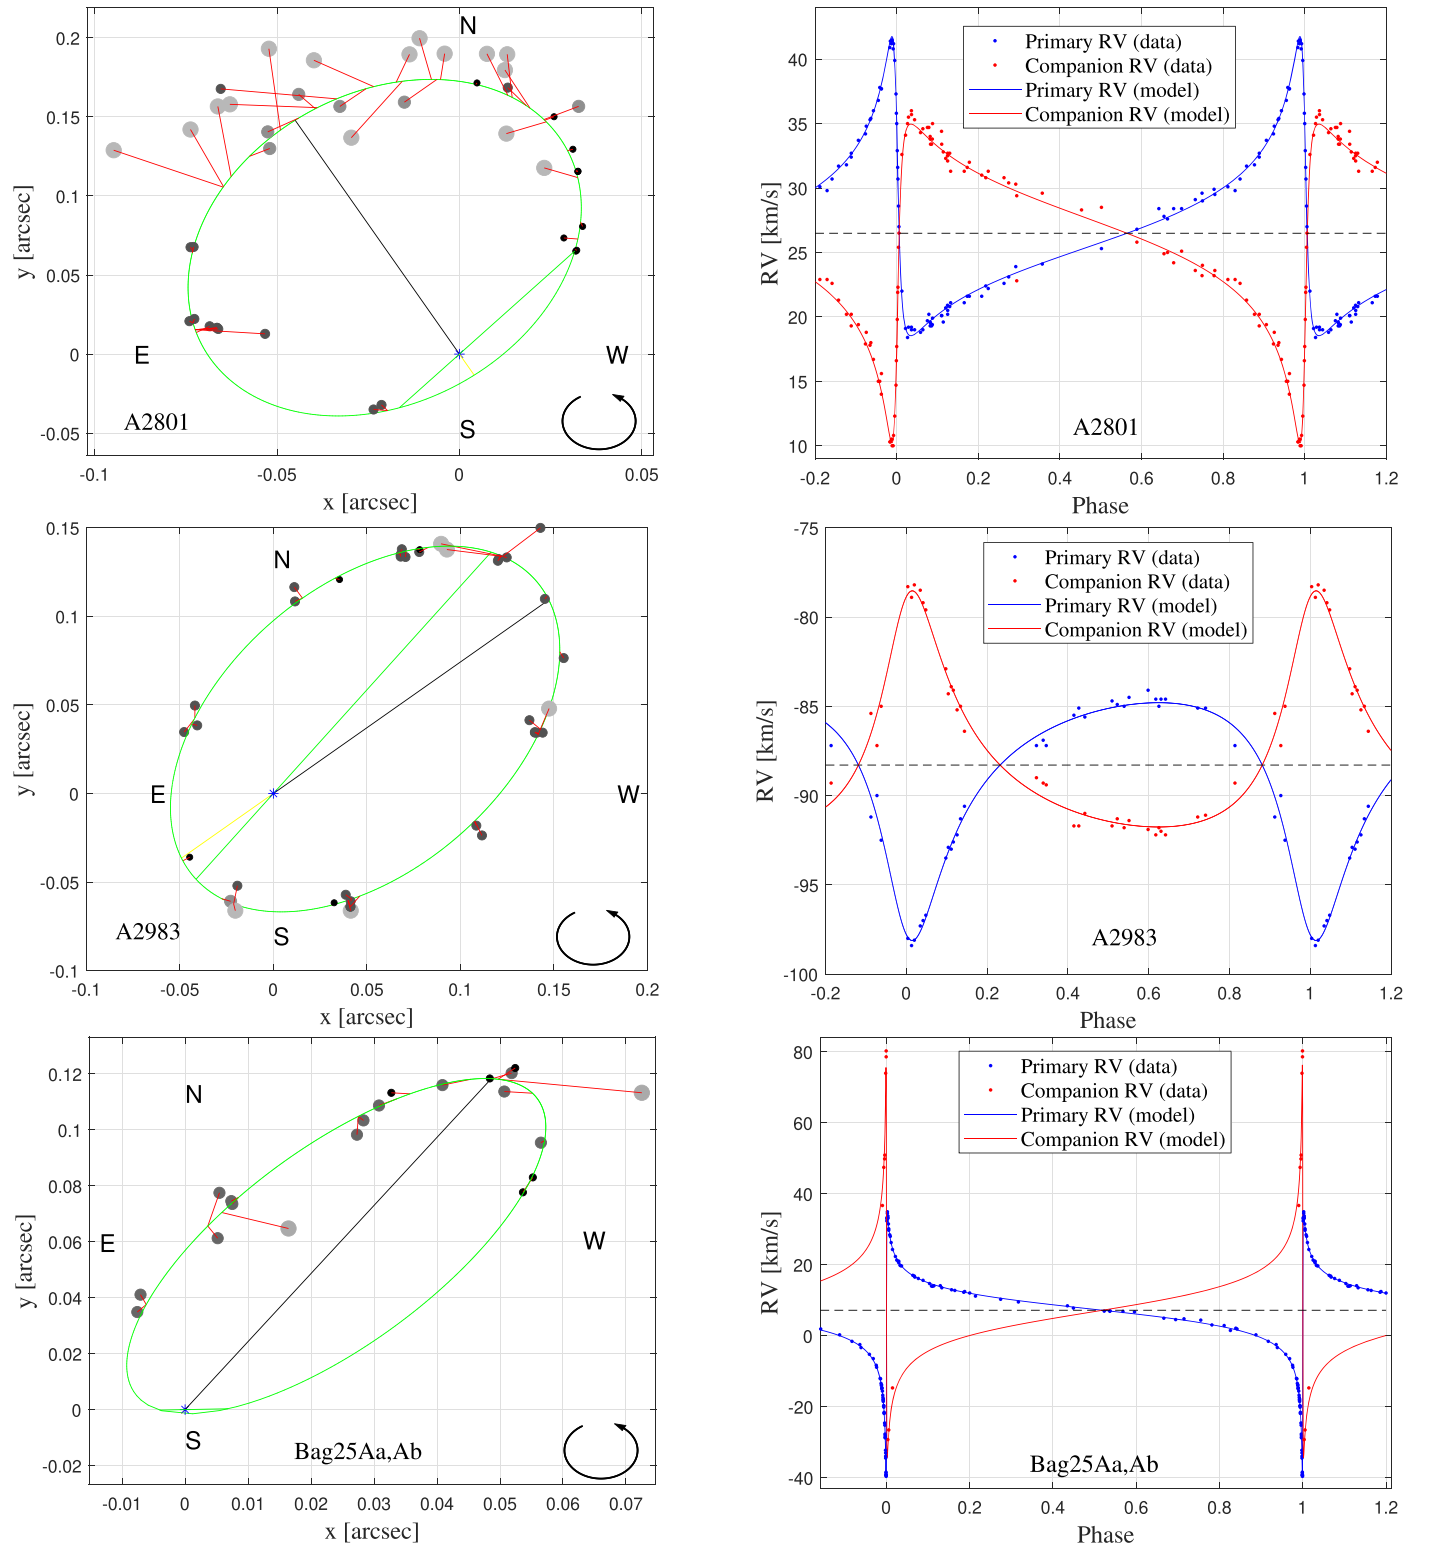 0.2
0.15
0.1
0.05
0
-0.05
y [arcsec]
N
E
W
S
A2801
-0.1
-0.05
0
0.05
x [arcsec]
Primary RV (data)
Companion RV (data)
Primary RV (model)
Companion RV (model)
40
35
30
25
20
15
10
RV [km/s]
A2801
-0.2
0
0.2
0.4
0.6
0.8
1
1.2
Phase
0.15
0.1
0.05
0
-0.05
-0.1
y [arcsec]
N
E
W
S
A2983
-0.1
-0.05
0
0.05
0.1
0.15
0.2
x [arcsec]
Primary RV (data)
Companion RV (data)
Primary RV (model)
Companion RV (model)
-75
-80
-85
-90
-95
-100
RV [km/s]
A2983
-0.2
0
0.2
0.4
0.6
0.8
1
1.2
Phase
0.12
0.1
0.08
0.06
0.04
0.02
0
-0.02
y [arcsec]
N
E
W
S
Bag25Aa,Ab
-0.01
0
0.01
0.02
0.03
0.04
0.05
0.06
0.07
x [arcsec]
Primary RV (data)
Companion RV (data)
Primary RV (model)
Companion RV (model)
80
60
40
20
0
-20
-40
RV [km/s]
Bag25Aa,Ab
0
0.2
0.4
0.6
0.8
1
1.2
Phase